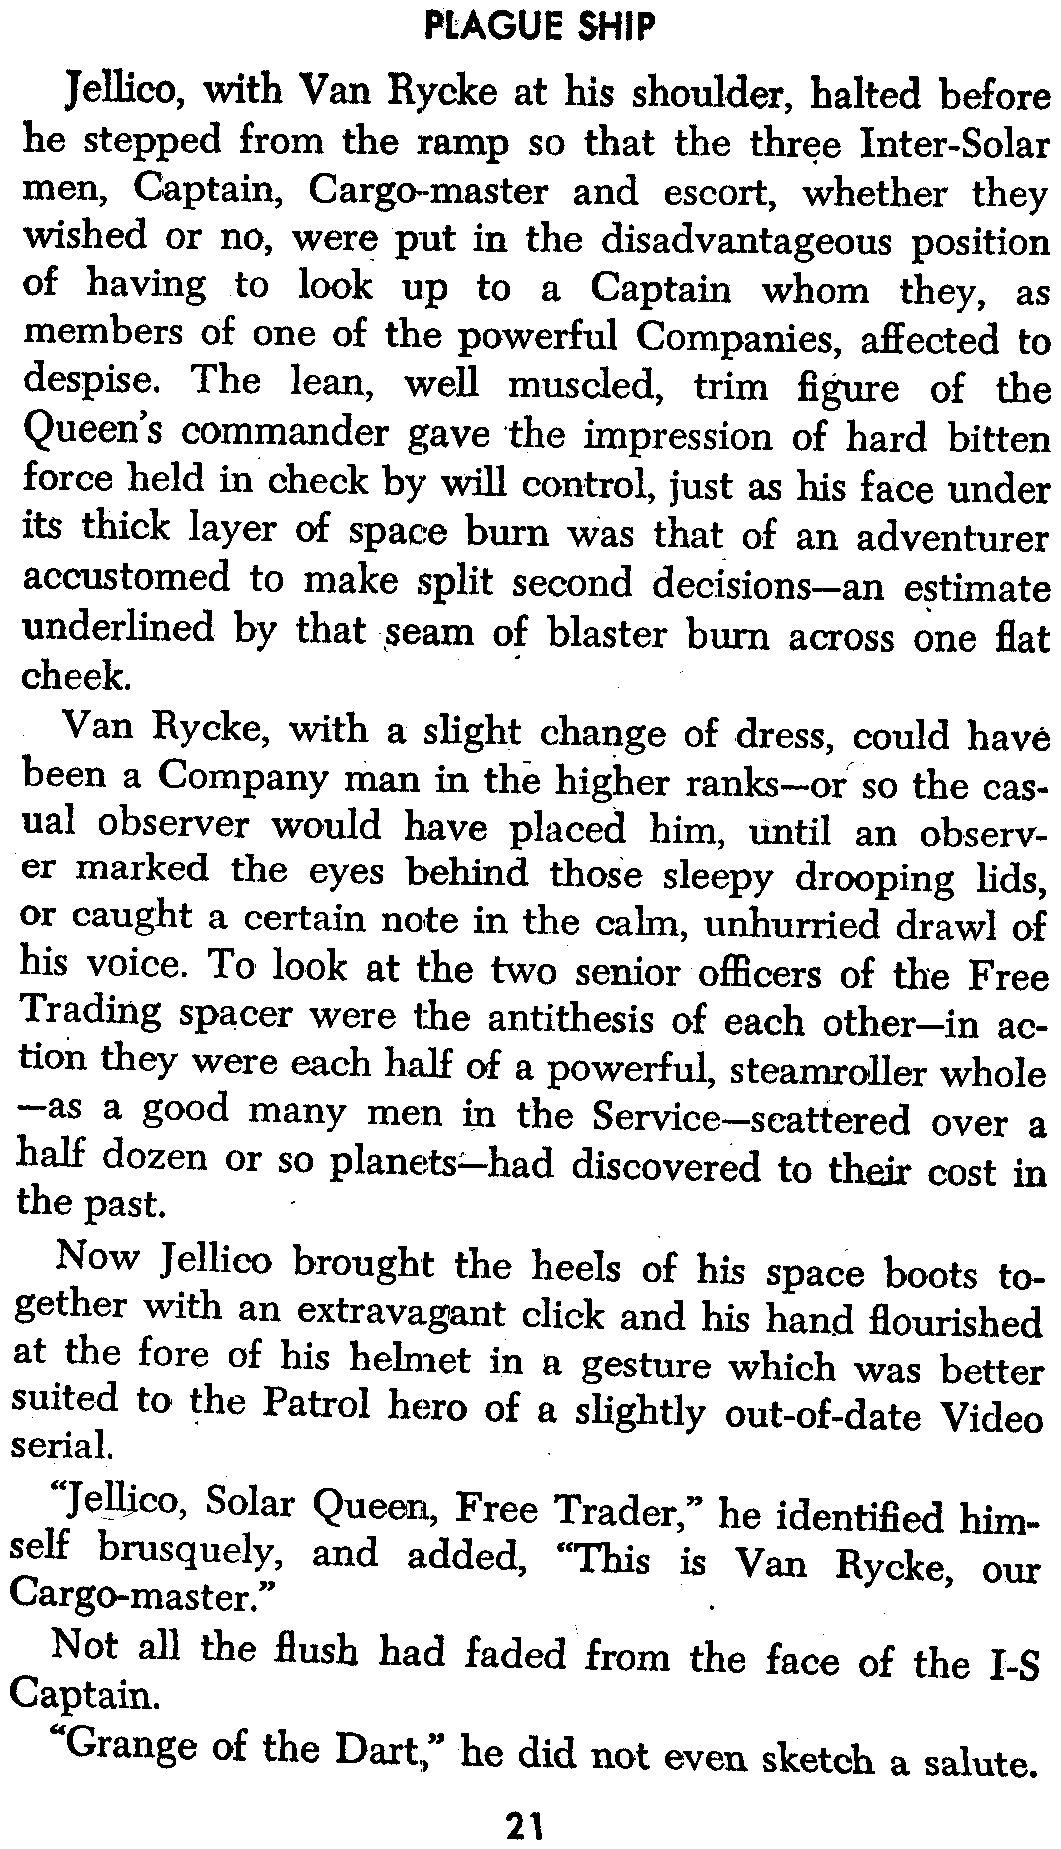 PLAGUE SHIP
Jellico, with Van Rycke at his shoulder, halted before
he stepped from the ramp so that the three Inter-Solar
men, Captain, Cargo-master and escort, whether they
wished or no, were put in the disadvantageous position
of having to look up to a Captain whom they, as
members of one of the powerful Companies, affected to
despise. The lean, well muscled, trim figure of the
Queen's commander gave the impression of hard bitten
force held in check by will control, just as his face under
its thick layer of space burn was that of an adventurer
accustomed to make split second decisions—an estimate
underlined by that seam of blaster burn across one flat
cheek.
Van Rycke, with a slight change of dress, could have
been a Company man in the higher ranks—or so the cas-
ual observer would have placed him, until an observ-
er marked the eyes behind those sleepy drooping lids,
or caught a certain note in the calm, unhurried drawl of
his voice. To look at the two senior officers of the Free
Trading spacer were the antithesis of each other—in ac-
tion they were each half of a powerful, steamroller whole
—as a good many men in the Service—scattered over a
half dozen or so planets—had discovered to their cost in
the past.
Now Jellico brought the heels of his space boots to-
gether with an extravagant click and his hand flourished
at the fore of his helmet in a gesture which was better
suited to the Patrol hero of a slightly out-of-date Video
serial.
"Jellico, Solar Queen, Free Trader," he identified him-
self brusquely, and added, "This is Van Rycke, our
Cargo-master."
Not all the flush had faded from the face of the I-S
Captain.
"Grange of the Dart," he did not even sketch a salute.
21